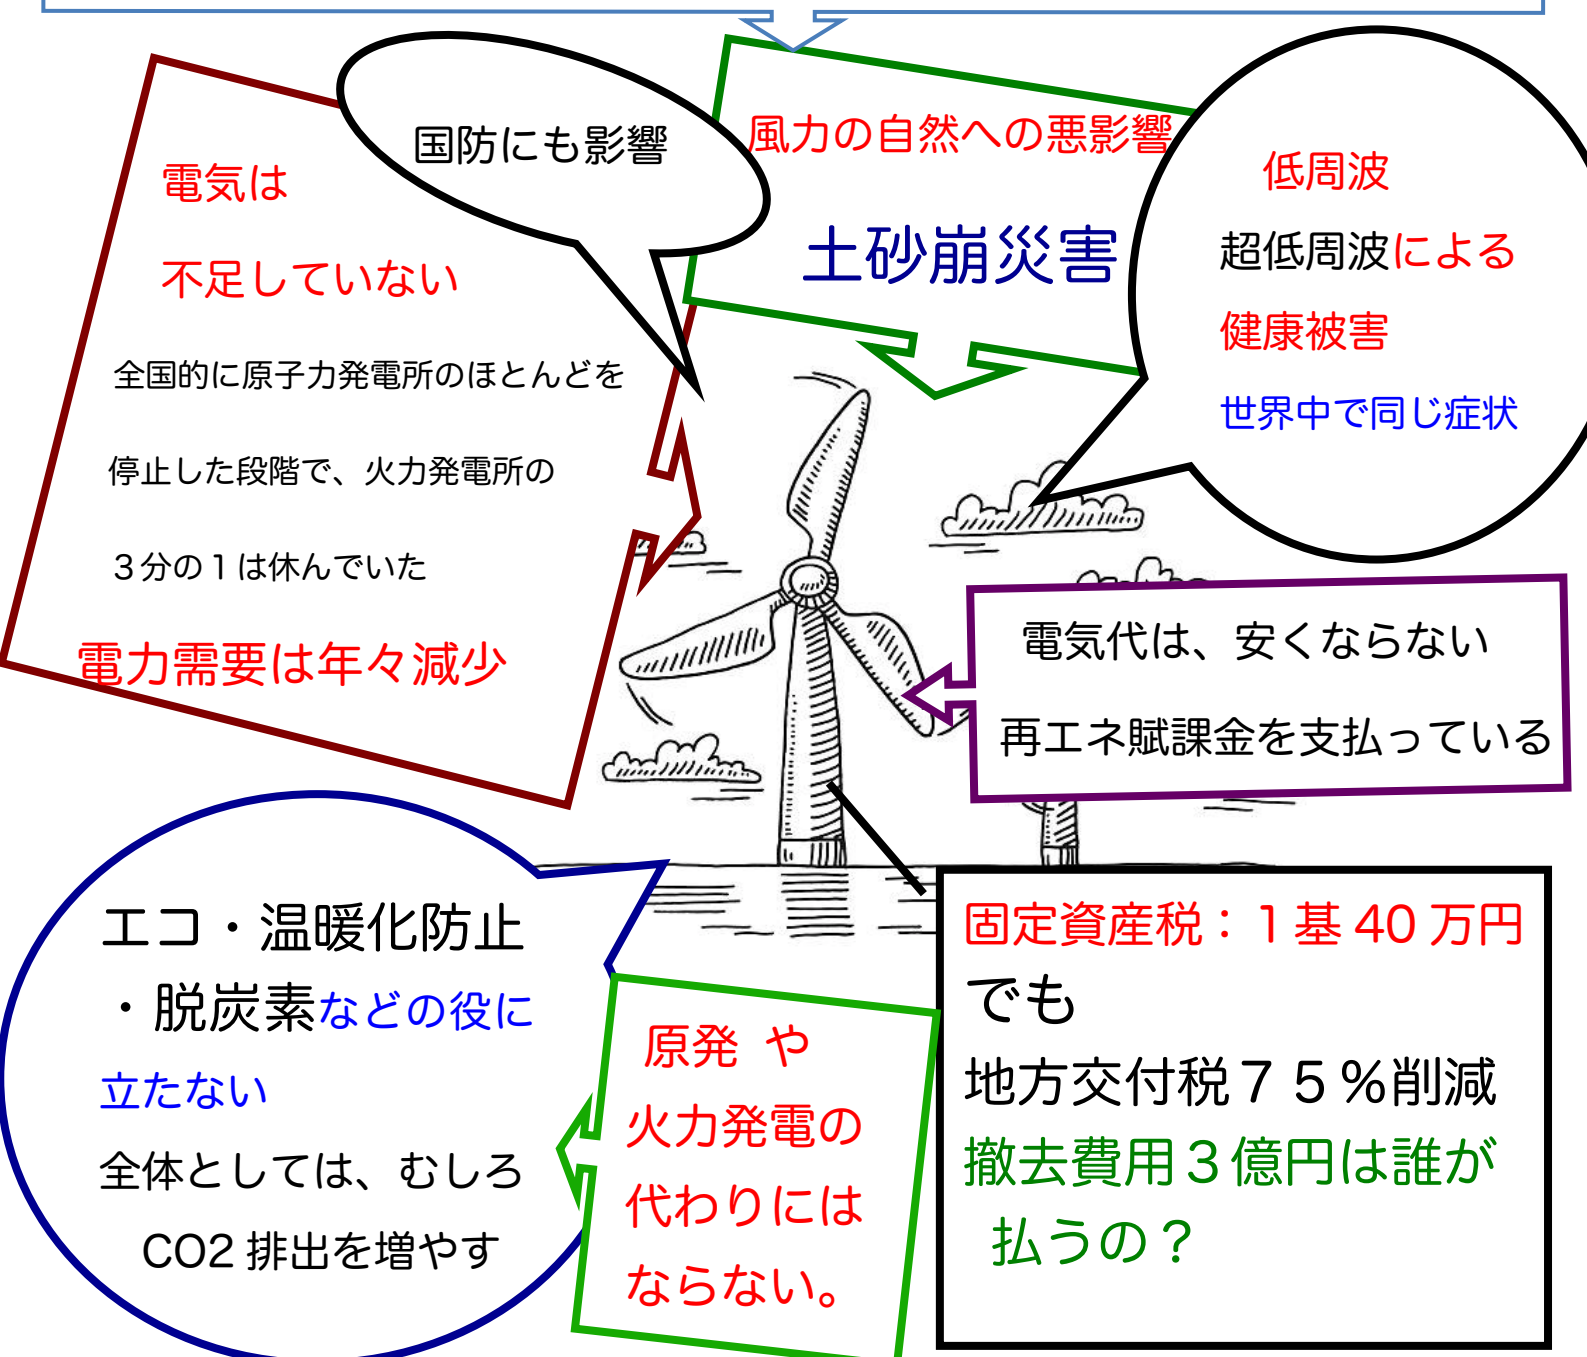 国防にも影響
電気は
不足していない
全国的に原子力発電所のほとんどを
停止した段階で、火力発電所の
３分の１は休んでいた
電力需要は年々減少
風力の自然への悪影響
土砂崩災害
低周波
超低周波による
健康被害
世界中で同じ症状
電気代は、安くならない
再エネ賦課金を支払っている
エコ・温暖化防止
・脱炭素などの役に
立たない
全体としては、むしろ
CO2 排出を増やす
原発 や
火力発電の
代わりには
ならない。
固定資産税：１基 40 万円
でも
地方交付税７５％削減
撤去費用３億円は誰が
払うの？